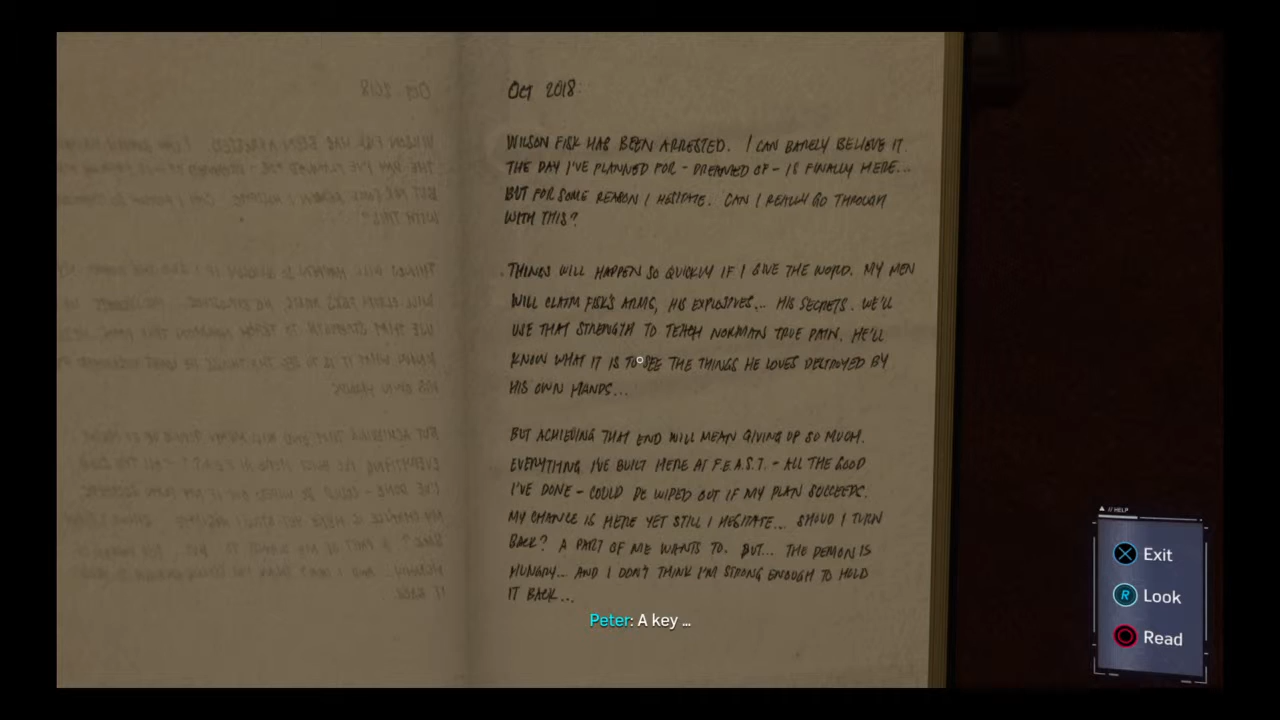 Oct 2018
WILSON FISK HAS BEEN ARRESTED. I CAN BARELY BELIEVE IT.
THE DAY I'VE PLANNED FOR - DREAMED OF - IS FINALLY HERE...
BUT FOR SOME REASON I HESITATE. CAN I REALLY GO THROUGH
WITH THIS?
THINGS WILL HAPPEN SO QUICKLY IF I GIVE THE WORD. MY MEN
WILL CLAIM FISK'S ARMS, HIS EXPLOSIVES... HIS SECRETS. WE'LL
USE THAT STRENGTH TO TEACH NORMAN TRUE PAIN. HE'LL
KNOW WHAT IT IS TO SEE THE THINGS HE LOVES DESTROYED BY
HIS OWN HANDS...
BUT ACHIEVING THAT END WILL MEAN GIVING UP SO MUCH.
EVERYTHING I'VE BUILT HERE AT F.E.A.S.T. - ALL THE GOOD
I'VE DONE - COULD BE WIPED OUT IF MY PLAN SUCCEEDS.
MY CHANCE IS HERE YET STILL I HESITATE... SHOUD I TURN
BACK? A PART OF ME WANTS TO. BUT... THE DEMON IS
HUNGRY... AND I DON'T THINK I'M STRONG ENOUGH TO HOLD
IT BACK...
Peter: A key ...
// HELP
Exit
R Look
Read